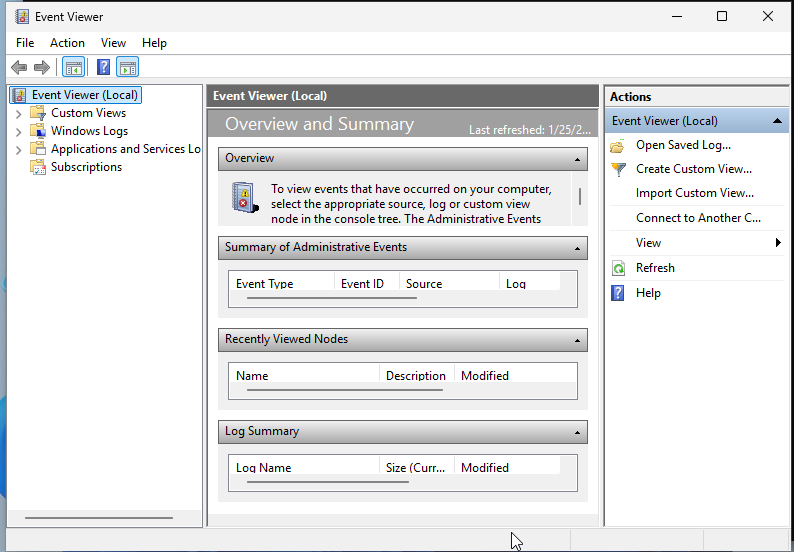 Event Viewer
File Action View Help
Event Viewer (Local)
Custom Views
Windows Logs
Applications and Services Lo
Subscriptions
Event Viewer (Local)
Overview and Summary
Last refreshed: 1/25/2...
Overview
To view events that have occurred on your computer,
select the appropriate source, log or custom view
node in the console tree. The Administrative Events
Summary of Administrative Events
Event Type Event ID Source Log
Recently Viewed Nodes
Name Description Modified
Log Summary
Log Name Size (Curr... Modified
Actions
Event Viewer (Local)
Open Saved Log...
Create Custom View...
Import Custom View...
Connect to Another C...
View
Refresh
Help